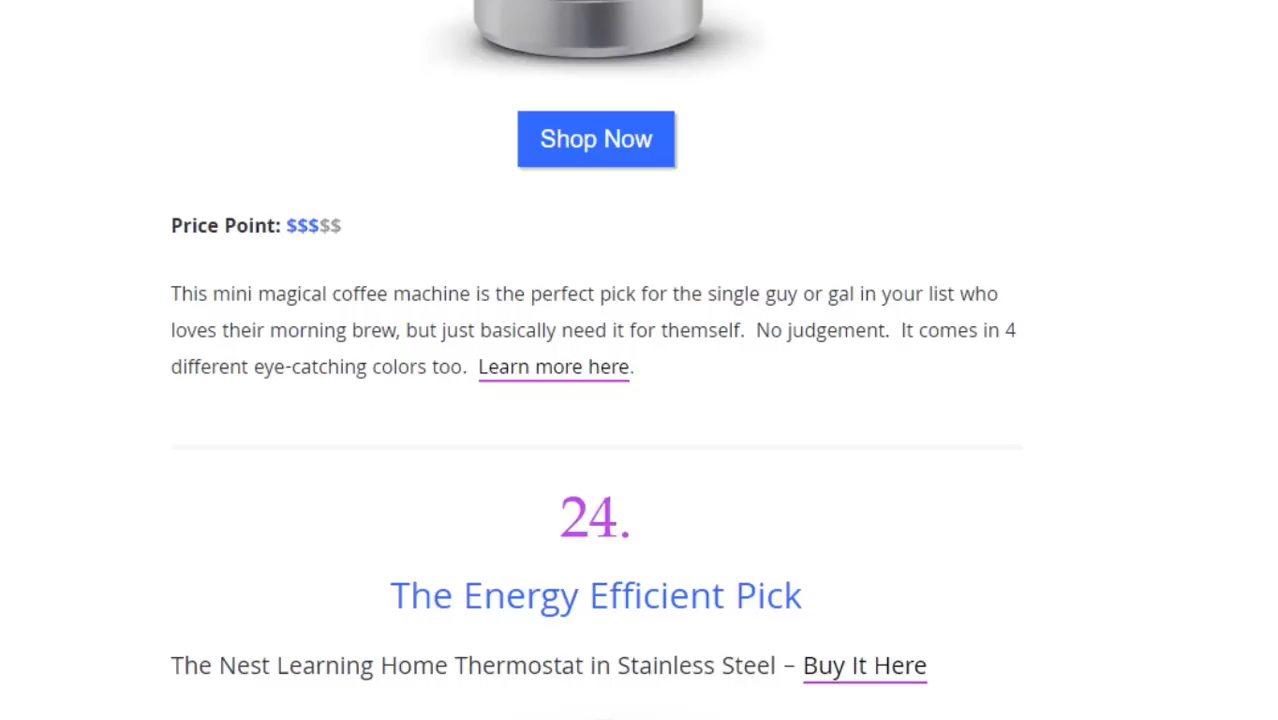 Shop Now
Price Point: $$$$$
This mini magical coffee machine is the perfect pick for the single guy or gal in your list who
loves their morning brew, but just basically need it for themself.  No judgement.  It comes in 4
different eye-catching colors too.  Learn more here.
24.
The Energy Efficient Pick
The Nest Learning Home Thermostat in Stainless Steel – Buy It Here